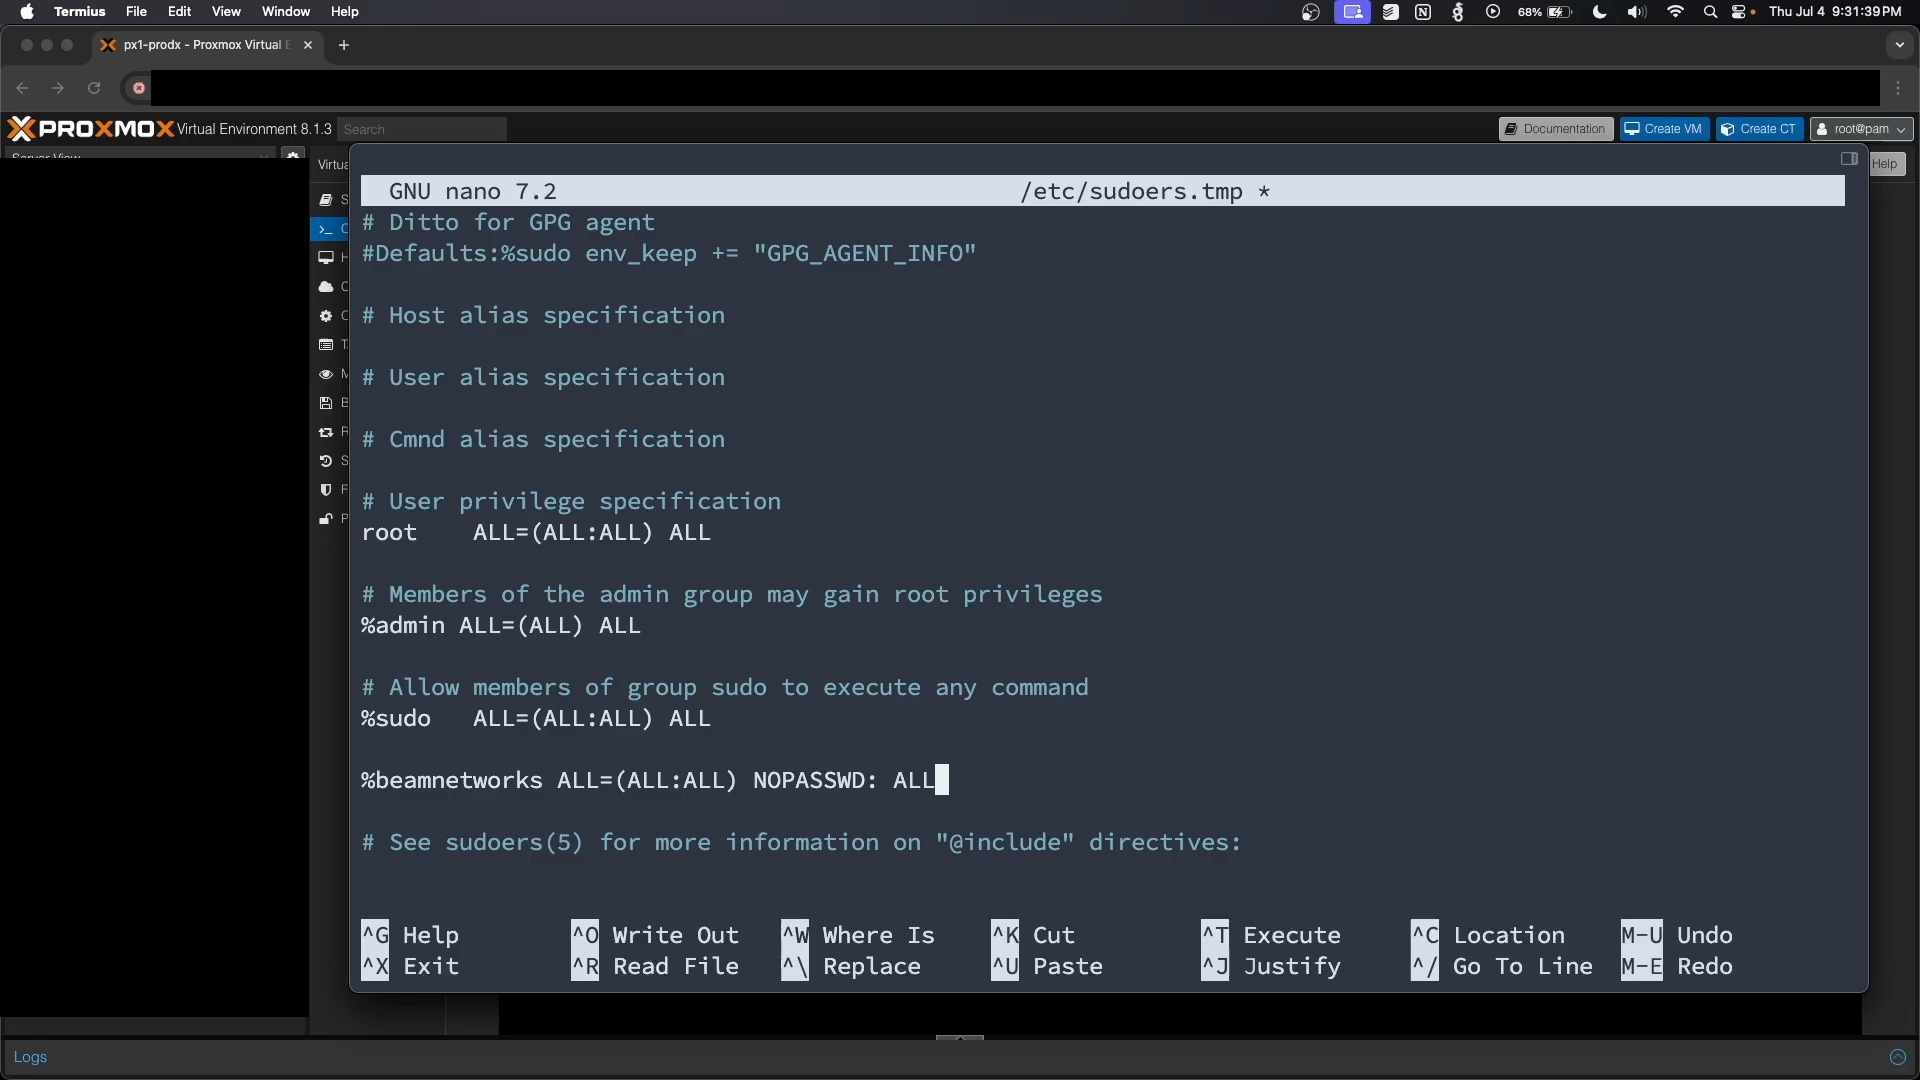 Termius File Edit View Window Help
68% Thu Jul 4 9:31:39 PM
px1-prodx - Proxmox Virtual E
PROXMOX Virtual Environment 8.1.3 Search Documentation Create VM Create CT root@pam
Server View Virtua Help
GNU nano 7.2 /etc/sudoers.tmp *
# Ditto for GPG agent
#Defaults:%sudo env_keep += "GPG_AGENT_INFO"
# Host alias specification
# User alias specification
# Cmnd alias specification
# User privilege specification
root ALL=(ALL:ALL) ALL
# Members of the admin group may gain root privileges
%admin ALL=(ALL) ALL
# Allow members of group sudo to execute any command
%sudo ALL=(ALL:ALL) ALL
%beamnetworks ALL=(ALL:ALL) NOPASSWD: ALL
# See sudoers(5) for more information on "@include" directives:
^G Help ^O Write Out ^W Where Is ^K Cut ^T Execute ^C Location M-U Undo
^X Exit ^R Read File ^\ Replace ^U Paste ^J Justify ^/ Go To Line M-E Redo
Logs